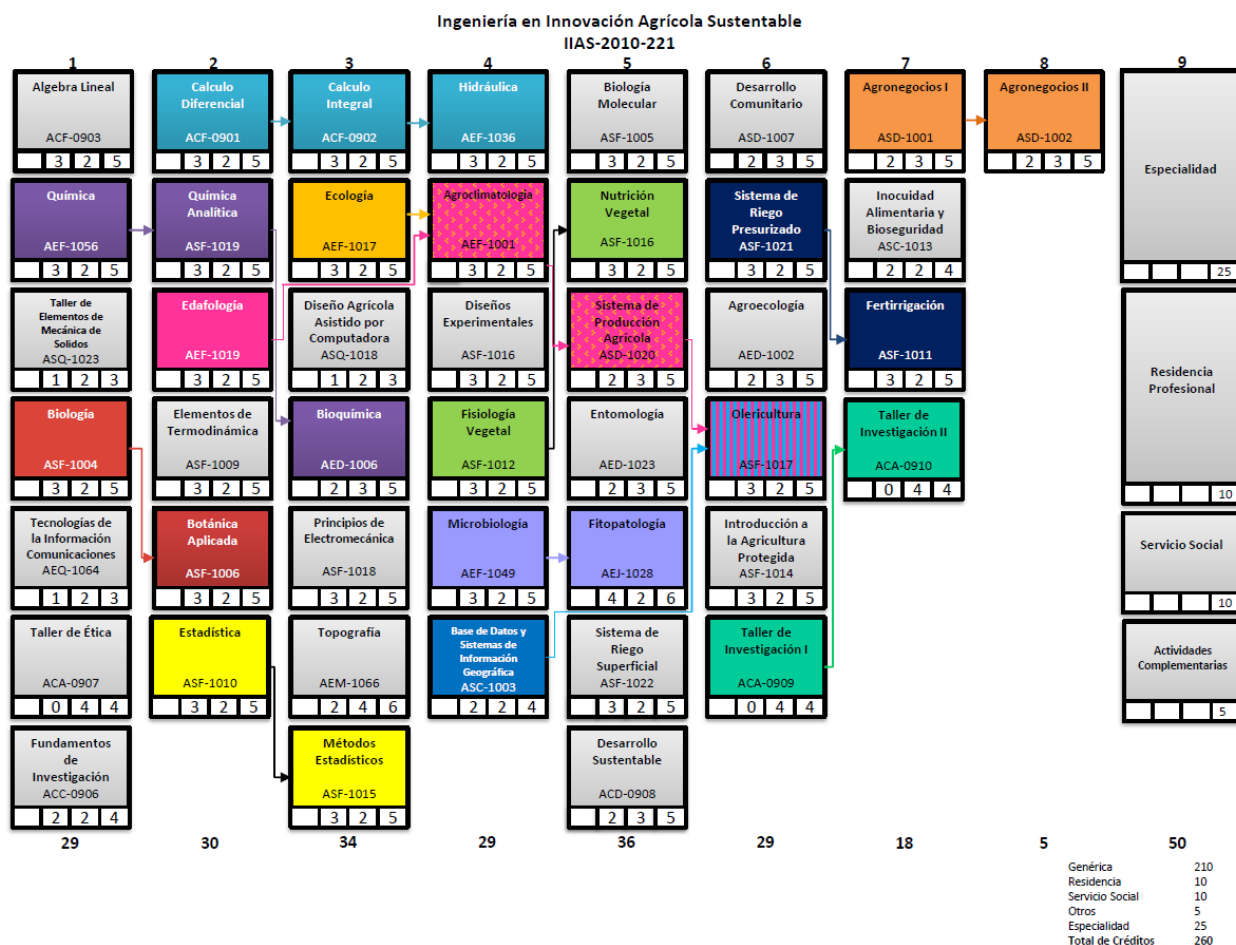 Ingeniería en Innovación Agrícola Sustentable
IIAS-2010-221
1
Algebra Lineal
ACF-0903
3 2 5
Química
AEF-1056
3 2 5
Taller de
Elementos de
Mecánica de
Solidos
ASQ-1023
1 2 3
Biología
ASF-1004
3 2 5
Tecnologías de
la Información
Comunicaciones
AEQ-1064
1 2 3
Taller de Ética
ACA-0907
0 4 4
Fundamentos
de
Investigación
ACC-0906
2 2 4
29
2
Calculo
Diferencial
ACF-0901
3 2 5
Química
Analítica
ASF-1019
3 2 5
Edafología
AEF-1019
3 2 5
Elementos de
Termodinámica
ASF-1009
3 2 5
Botánica
Aplicada
ASF-1006
3 2 5
Estadística
ASF-1010
3 2 5
30
3
Calculo
Integral
ACF-0902
3 2 5
Ecología
AEF-1017
3 2 5
Diseño Agrícola
Asistido por
Computadora
ASQ-1018
1 2 3
Bioquímica
AED-1006
2 3 5
Principios de
Electromecánica
ASF-1018
3 2 5
Topografía
AEM-1066
2 4 6
Métodos
Estadísticos
ASF-1015
3 2 5
34
4
Hidráulica
AEF-1036
3 2 5
Agroclimatología
AEF-1001
3 2 5
Diseños
Experimentales
ASF-1016
3 2 5
Fisiología
Vegetal
ASF-1012
3 2 5
Microbiología
AEF-1049
3 2 5
Base de Datos y
Sistemas de
Información
Geográfica
ASC-1003
2 2 4
29
5
Biología
Molecular
ASF-1005
3 2 5
Nutrición
Vegetal
ASF-1016
3 2 5
Sistema de
Producción
Agrícola
ASD-1020
2 3 5
Entomología
AED-1023
2 3 5
Fitopatología
AEJ-1028
4 2 6
Sistema de
Riego
Superficial
ASF-1022
3 2 5
Desarrollo
Sustentable
ACD-0908
2 3 5
36
6
Desarrollo
Comunitario
ASD-1007
2 3 5
Sistema de
Riego
Presurizado
ASF-1021
3 2 5
Agroecología
AED-1002
2 3 5
Olericultura
ASF-1017
3 2 5
Introducción a
la Agricultura
Protegida
ASF-1014
3 2 5
Taller de
Investigación I
ACA-0909
0 4 4
29
7
Agronegocios I
ASD-1001
2 3 5
Inocuidad
Alimentaria y
Bioseguridad
ASC-1013
2 2 4
Fertirrigación
ASF-1011
3 2 5
Taller de
Investigación II
ACA-0910
0 4 4
18
8
Agronegocios II
ASD-1002
2 3 5
5
9
Especialidad
25
Residencia
Profesional
10
Servicio Social
10
Actividades
Complementarias
5
50
Genérica 210
Residencia 10
Servicio Social 10
Otros 5
Especialidad 25
Total de Créditos 260